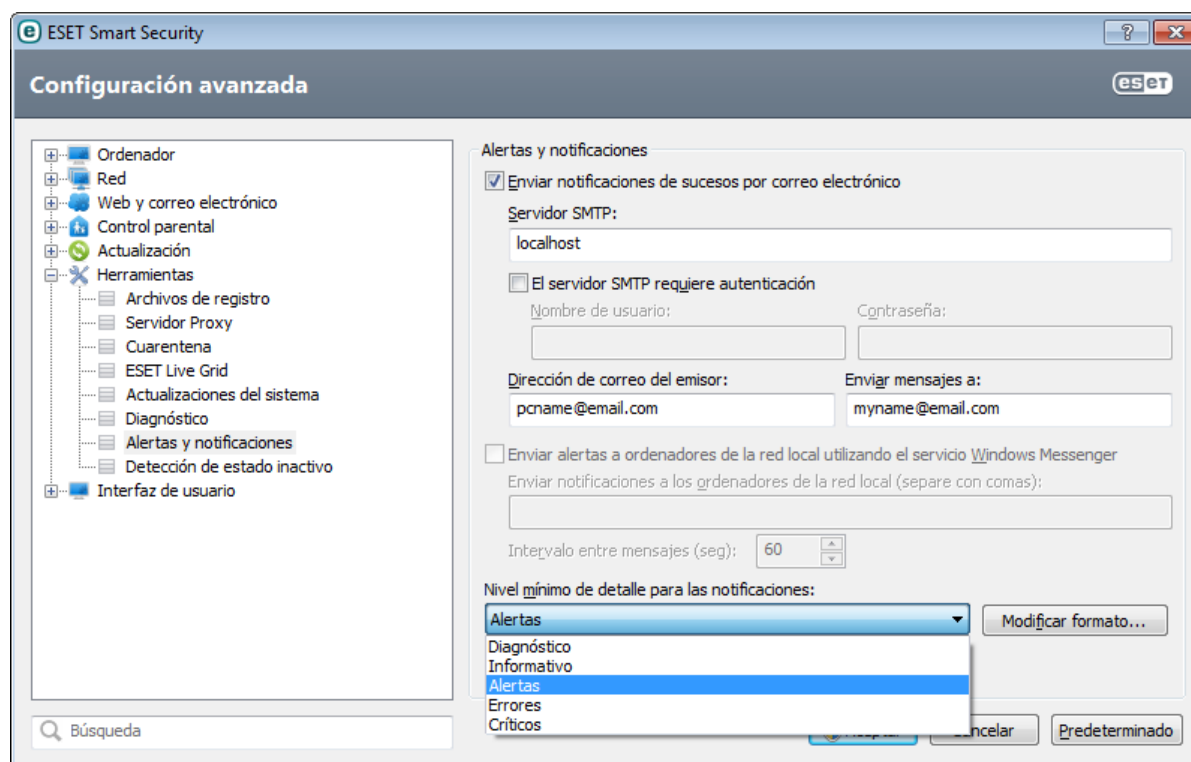 ESET Smart Security
Configuración avanzada
eset
Ordenador
Red
Web y correo electrónico
Control parental
Actualización
Herramientas
Archivos de registro
Servidor Proxy
Cuarentena
ESET Live Grid
Actualizaciones del sistema
Diagnóstico
Alertas y notificaciones
Detección de estado inactivo
Interfaz de usuario
Búsqueda
Alertas y notificaciones
Enviar notificaciones de sucesos por correo electrónico
Servidor SMTP:
localhost
El servidor SMTP requiere autenticación
Nombre de usuario: Contraseña:
Dirección de correo del emisor: Enviar mensajes a:
pcname@email.com myname@email.com
Enviar alertas a ordenadores de la red local utilizando el servicio Windows Messenger
Enviar notificaciones a los ordenadores de la red local (separe con comas):
Intervalo entre mensajes (seg): 60
Nivel mínimo de detalle para las notificaciones:
Alertas Modificar formato...
Diagnóstico
Informativo
Alertas
Errores
Críticos
Predeterminado